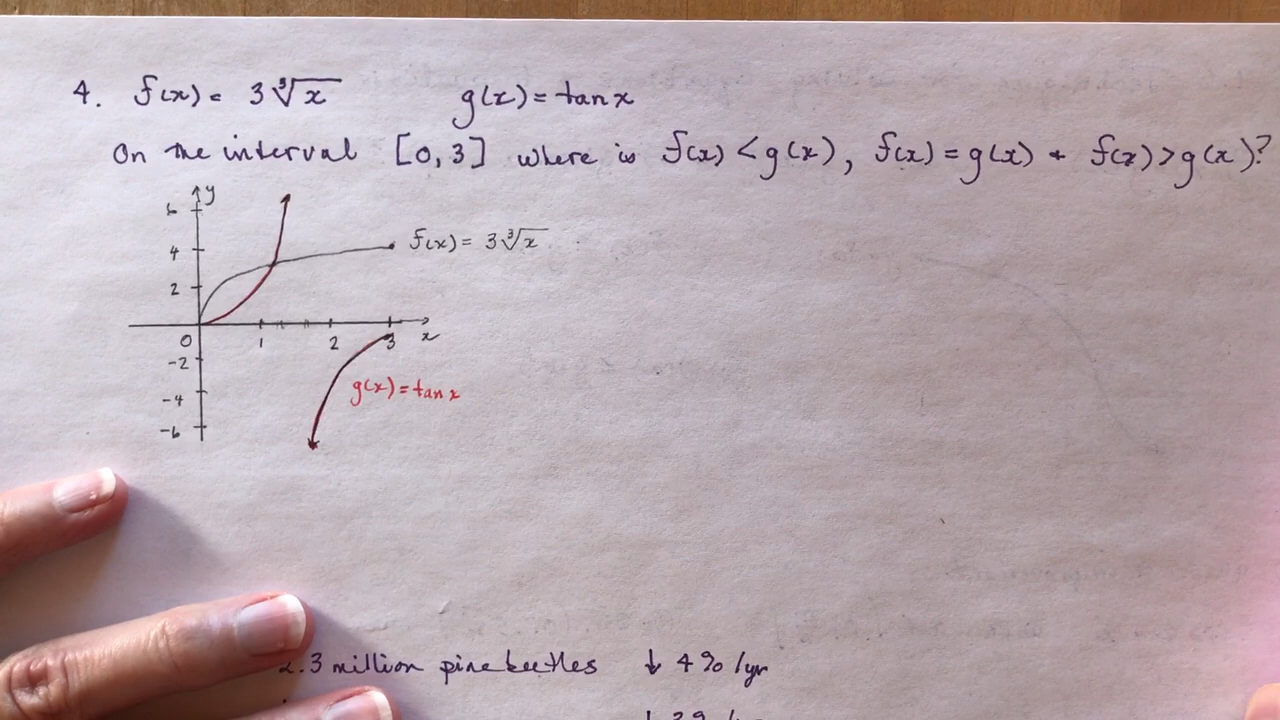 4. f(x) = 3∛x g(x) = tan x
On the interval [0,3] where is f(x) < g(x), f(x) = g(x) + f(x) > g(x)?
y
6
4
2
0
1
2
3
x
-2
-4
-6
f(x) = 3∛x
g(x) = tan x
2.3 million pine beetles ↓ 4% /yr